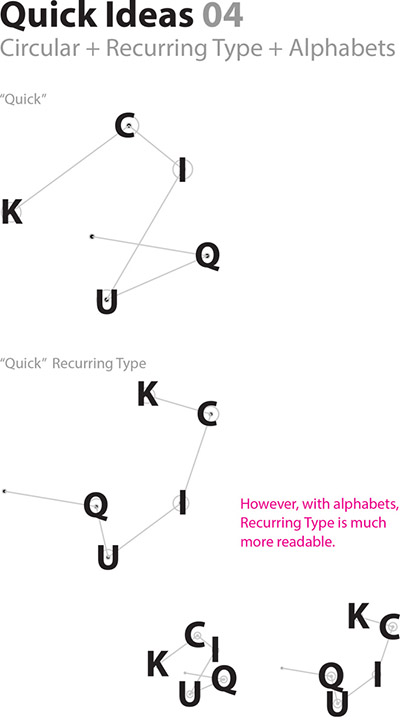 Quick Ideas 04
Circular + Recurring Type + Alphabets
“Quick”
C
I
K
Q
U
“Quick” Recurring Type
K
C
Q
I
U
However, with alphabets,
Recurring Type is much
more readable.
C
I
K
Q
U
K
C
Q
I
U